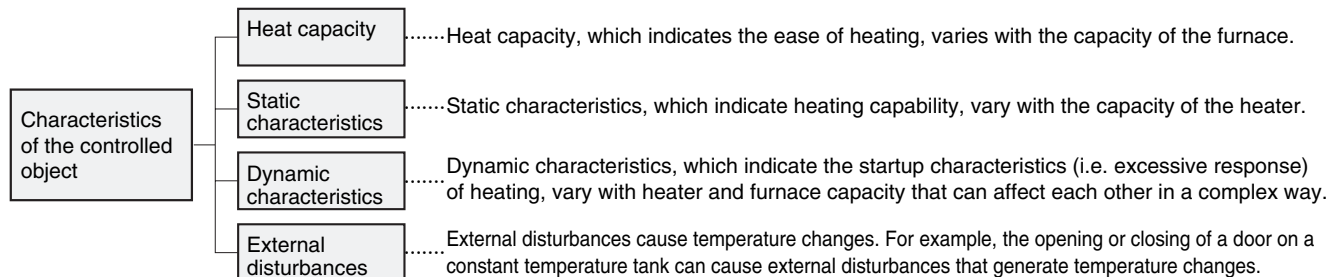 Characteristics
of the controlled
object
Heat capacity
Heat capacity, which indicates the ease of heating, varies with the capacity of the furnace.
Static
characteristics
Static characteristics, which indicate heating capability, vary with the capacity of the heater.
Dynamic
characteristics
Dynamic characteristics, which indicate the startup characteristics (i.e. excessive response)
of heating, vary with heater and furnace capacity that can affect each other in a complex way.
External
disturbances
External disturbances cause temperature changes. For example, the opening or closing of a door on a
constant temperature tank can cause external disturbances that generate temperature changes.